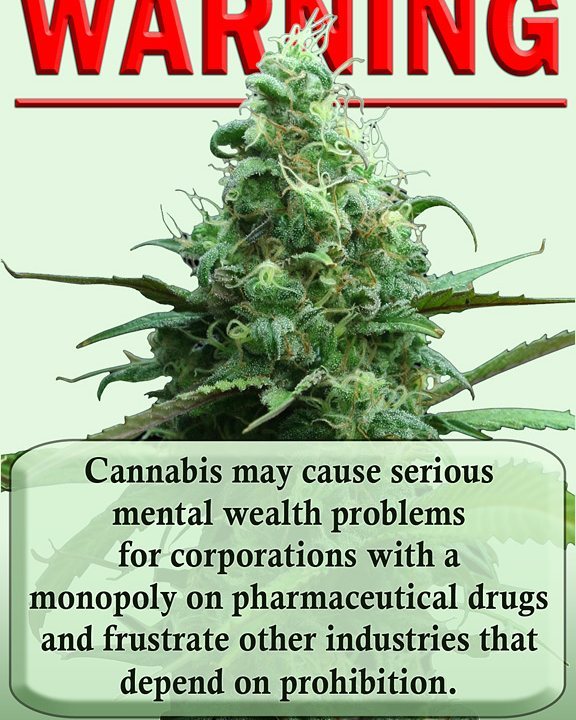 WARNING
Cannabis may cause serious
mental wealth problems
for corporations with a
monopoly on pharmaceutical drugs
and frustrate other industries that
depend on prohibition.